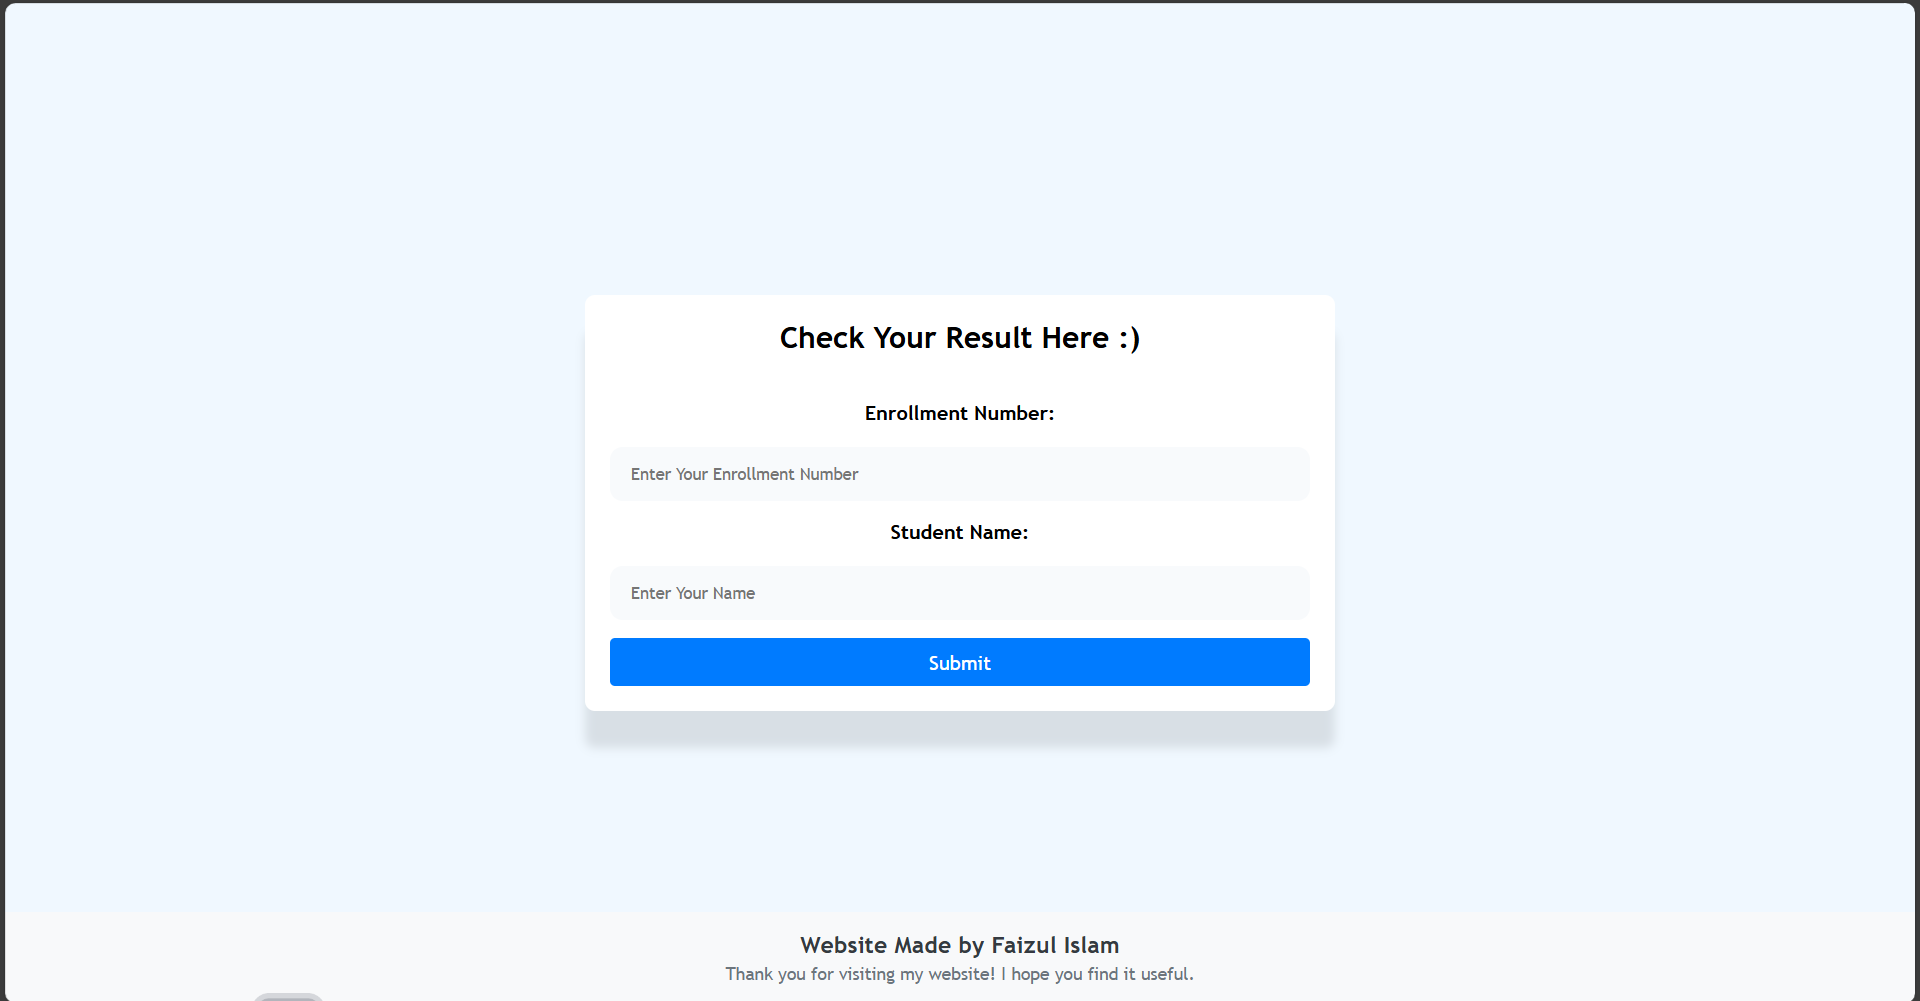 Check Your Result Here :)
Enrollment Number:
Enter Your Enrollment Number
Student Name:
Enter Your Name
Submit
Website Made by Faizul Islam
Thank you for visiting my website! I hope you find it useful.